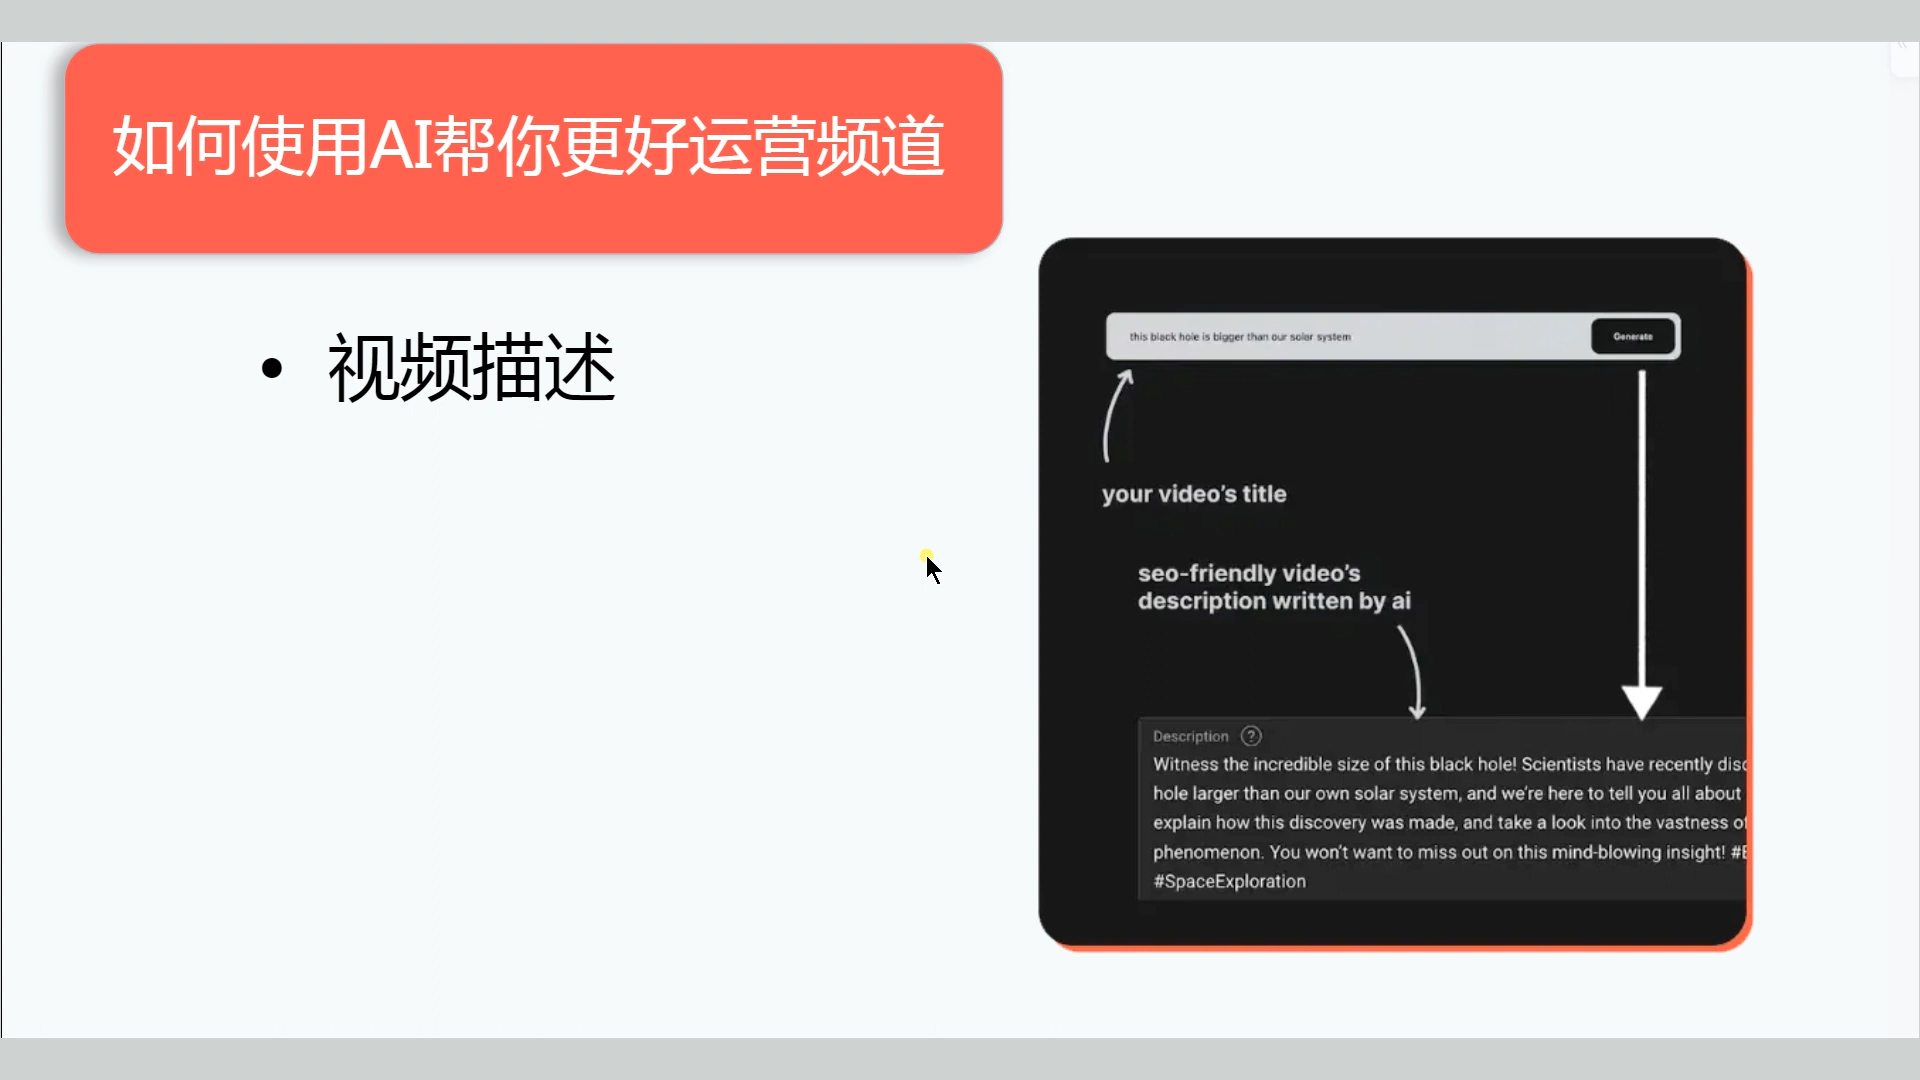 如何使用AI帮你更好运营频道
• 视频描述
this black hole is bigger than our solar system
Generate
your video's title
seo-friendly video's
description written by ai
Description ?
Witness the incredible size of this black hole! Scientists have recently disc
hole larger than our own solar system, and we're here to tell you all about
explain how this discovery was made, and take a look into the vastness of
phenomenon. You won't want to miss out on this mind-blowing insight! #
#SpaceExploration